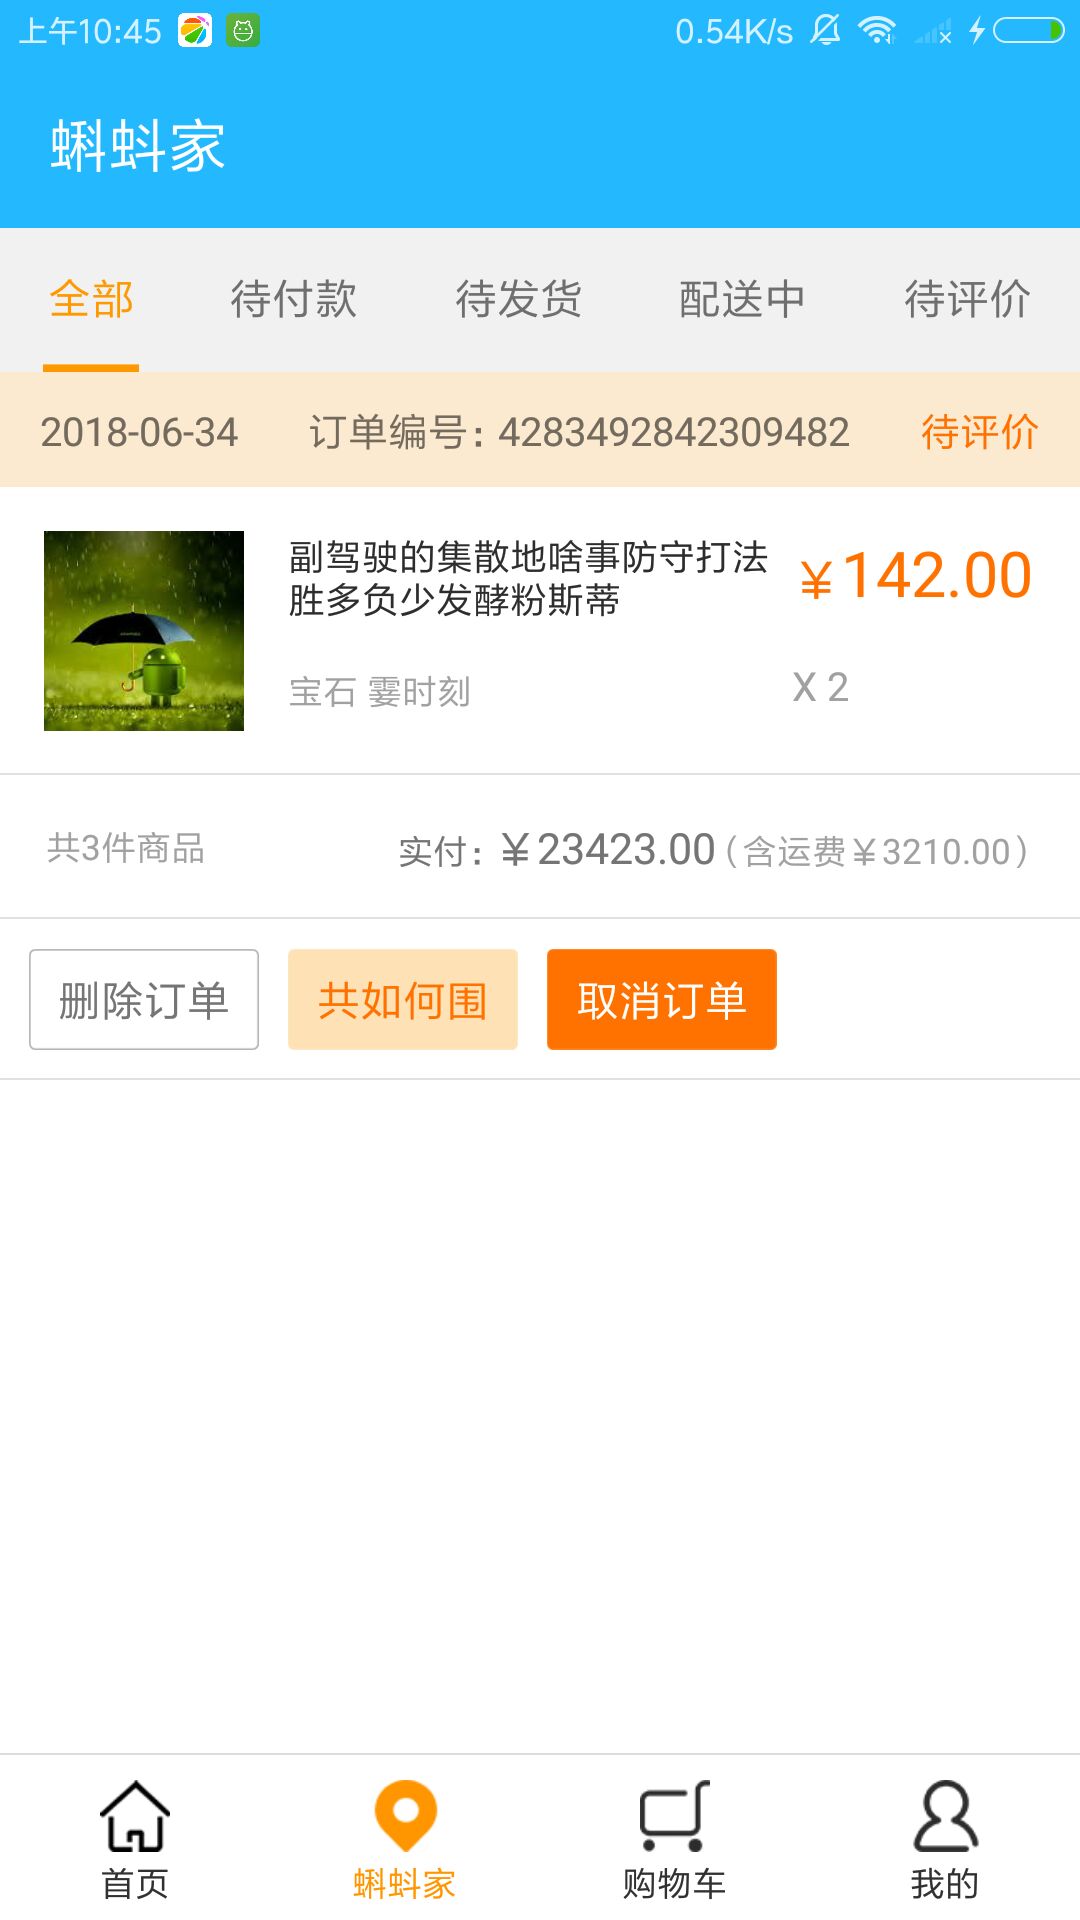 上午10:45
0.54K/s
蝌蚪家
全部 待付款 待发货 配送中 待评价
2018-06-34 订单编号：4283492842309482 待评价
副驾驶的集散地啥事防守打法 ¥142.00
胜多负少发酵粉斯蒂
宝石 霎时刻 X 2
共3件商品 实付：¥23423.00（含运费¥3210.00）
删除订单 共如何围 取消订单
首页 蝌蚪家 购物车 我的